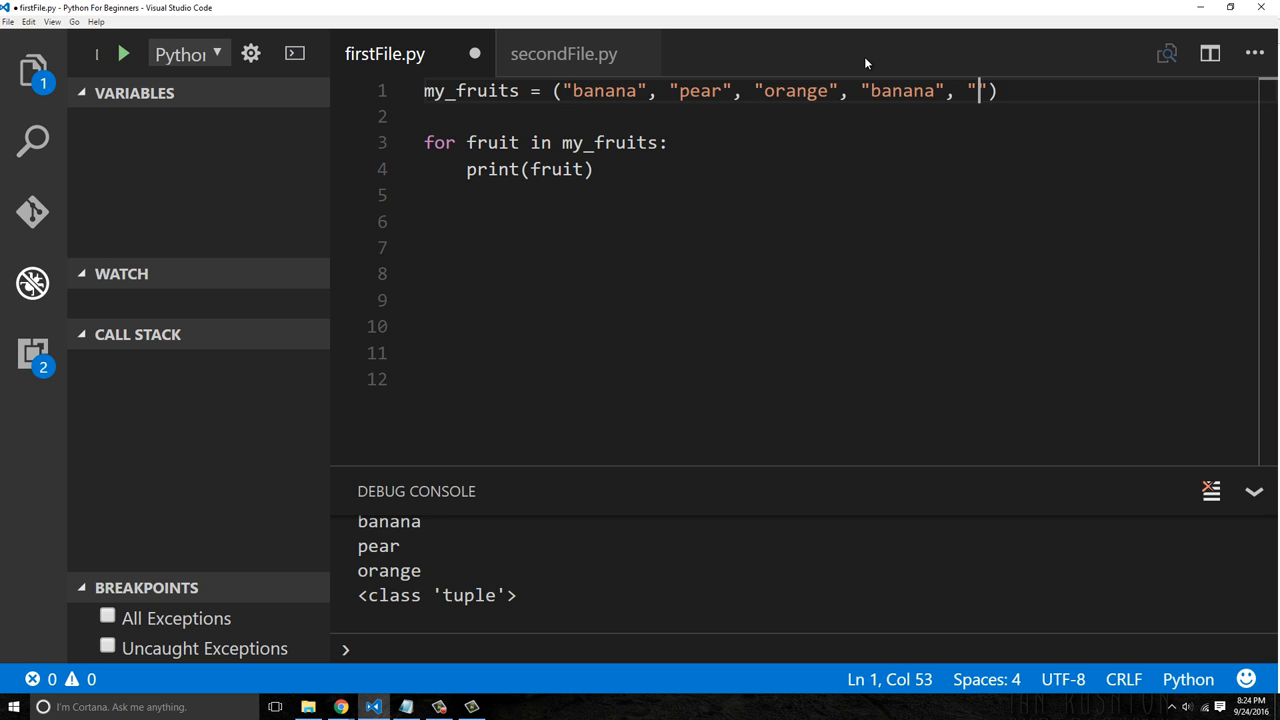 ● firstFile.py - Python For Beginners - Visual Studio Code
File Edit View Go Help
Python
firstFile.py ●
secondFile.py
VARIABLES
WATCH
CALL STACK
BREAKPOINTS
All Exceptions
Uncaught Exceptions
1
2
1 my_fruits = ("banana", "pear", "orange", "banana", "")
2
3 for fruit in my_fruits:
4 print(fruit)
5
6
7
8
9
10
11
12
DEBUG CONSOLE
banana
pear
orange
<class 'tuple'>
0 0
Ln 1, Col 53 Spaces: 4 UTF-8 CRLF Python
I'm Cortana. Ask me anything.
8:24 PM
9/24/2016